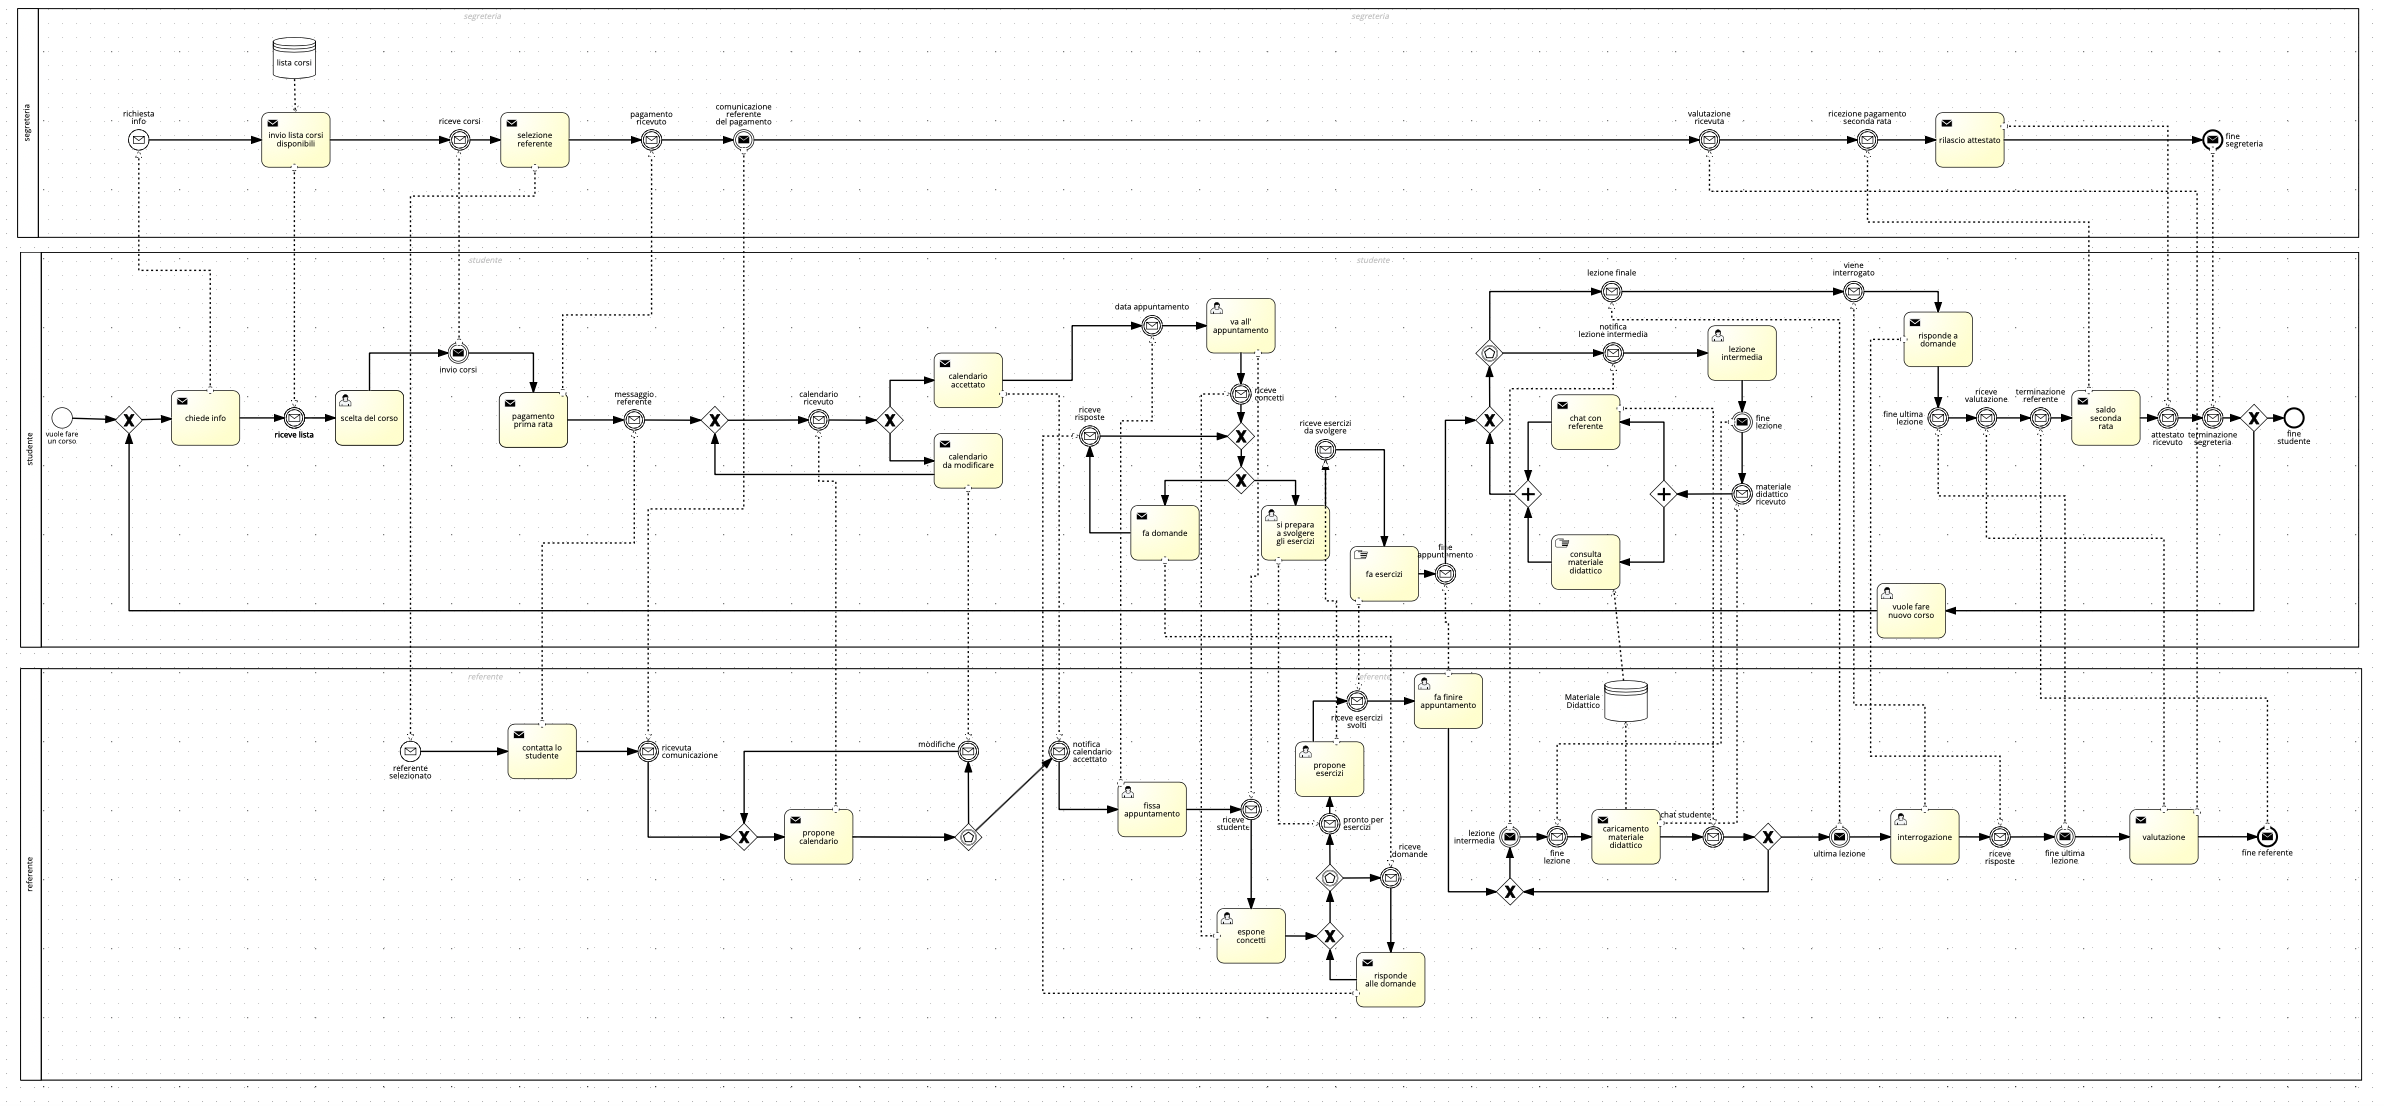 segreteria
segreteria
segreteria
lista corsi
richiesta
info
invio lista corsi
disponibili
riceve corsi
selezione
referente
pagamento
ricevuto
comunicazione
referente
del pagamento
valutazione
ricevuta
ricezione pagamento
seconda rata
rilascio attestato
fine
segreteria
studente
studente
studente
vuole fare
un corso
chiede info
riceve lista
scelta del corso
invio corsi
pagamento
prima rata
messaggio
referente
calendario
ricevuto
calendario
accettato
calendario
da modificare
data appuntamento
va all'
appuntamento
riceve
concetti
riceve
risposte
fa domande
si prepara
a svolgere
gli esercizi
riceve esercizi
da svolgere
fa esercizi
fine
appuntamento
lezione finale
notifica
lezione intermedia
lezione
intermedia
chat con
referente
fine
lezione
materiale
didattico
ricevuto
consulta
materiale
didattico
viene
interrogato
risponde a
domande
fine ultima
lezione
riceve
valutazione
terminazione
referente
saldo
seconda
rata
attestato
ricevuto
terminazione
segreteria
fine
studente
vuole fare
nuovo corso
referente
referente
referente
referente
selezionato
contatta lo
studente
ricevuta
comunicazione
modifiche
propone
calendario
notifica
calendario
accettato
fissa
appuntamento
riceve
studente
espone
concetti
propone
esercizi
pronto per
esercizi
riceve
domande
risponde
alle domande
riceve esercizi
svolti
fa finire
appuntamento
Materiale
Didattico
lezione
intermedia
fine
lezione
caricamento
materiale
didattico
chat studente
ultima lezione
interrogazione
riceve
risposte
fine ultima
lezione
valutazione
fine referente